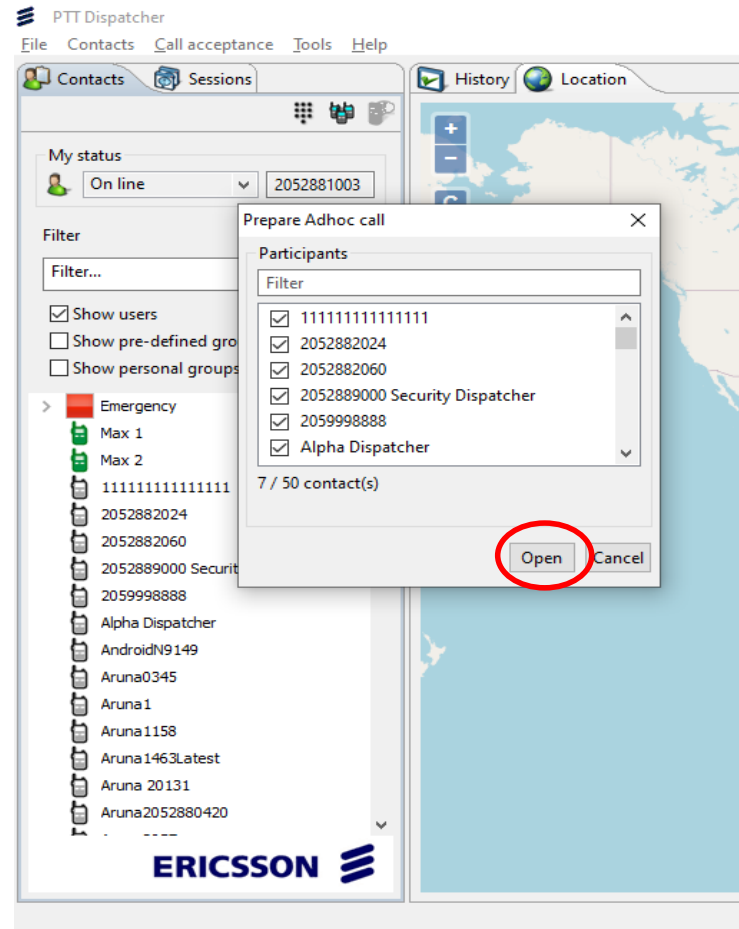 PTT Dispatcher
File Contacts Call acceptance Tools Help
Contacts Sessions
History Location
My status
On line 2052881003
Filter
Filter...
Show users
Show pre-defined gro
Show personal groups
Emergency
Max 1
Max 2
111111111111111
2052882024
2052882060
2052889000 Securit
2059998888
Alpha Dispatcher
AndroidN9149
Aruna0345
Aruna1
Aruna1158
Aruna1463Latest
Aruna 20131
Aruna2052880420
ERICSSON
+
-
Prepare Adhoc call
Participants
Filter
111111111111111
2052882024
2052882060
2052889000 Security Dispatcher
2059998888
Alpha Dispatcher
7 / 50 contact(s)
Open Cancel